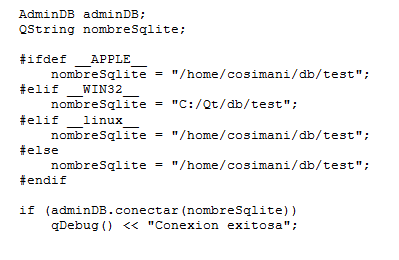 AdminDB adminDB;
QString nombreSqlite;
#ifdef __APPLE__
nombreSqlite = "/home/cosimani/db/test";
#elif __WIN32__
nombreSqlite = "C:/Qt/db/test";
#elif __linux__
nombreSqlite = "/home/cosimani/db/test";
#else
nombreSqlite = "/home/cosimani/db/test";
#endif
if (adminDB.conectar(nombreSqlite))
qDebug() << "Conexion exitosa";